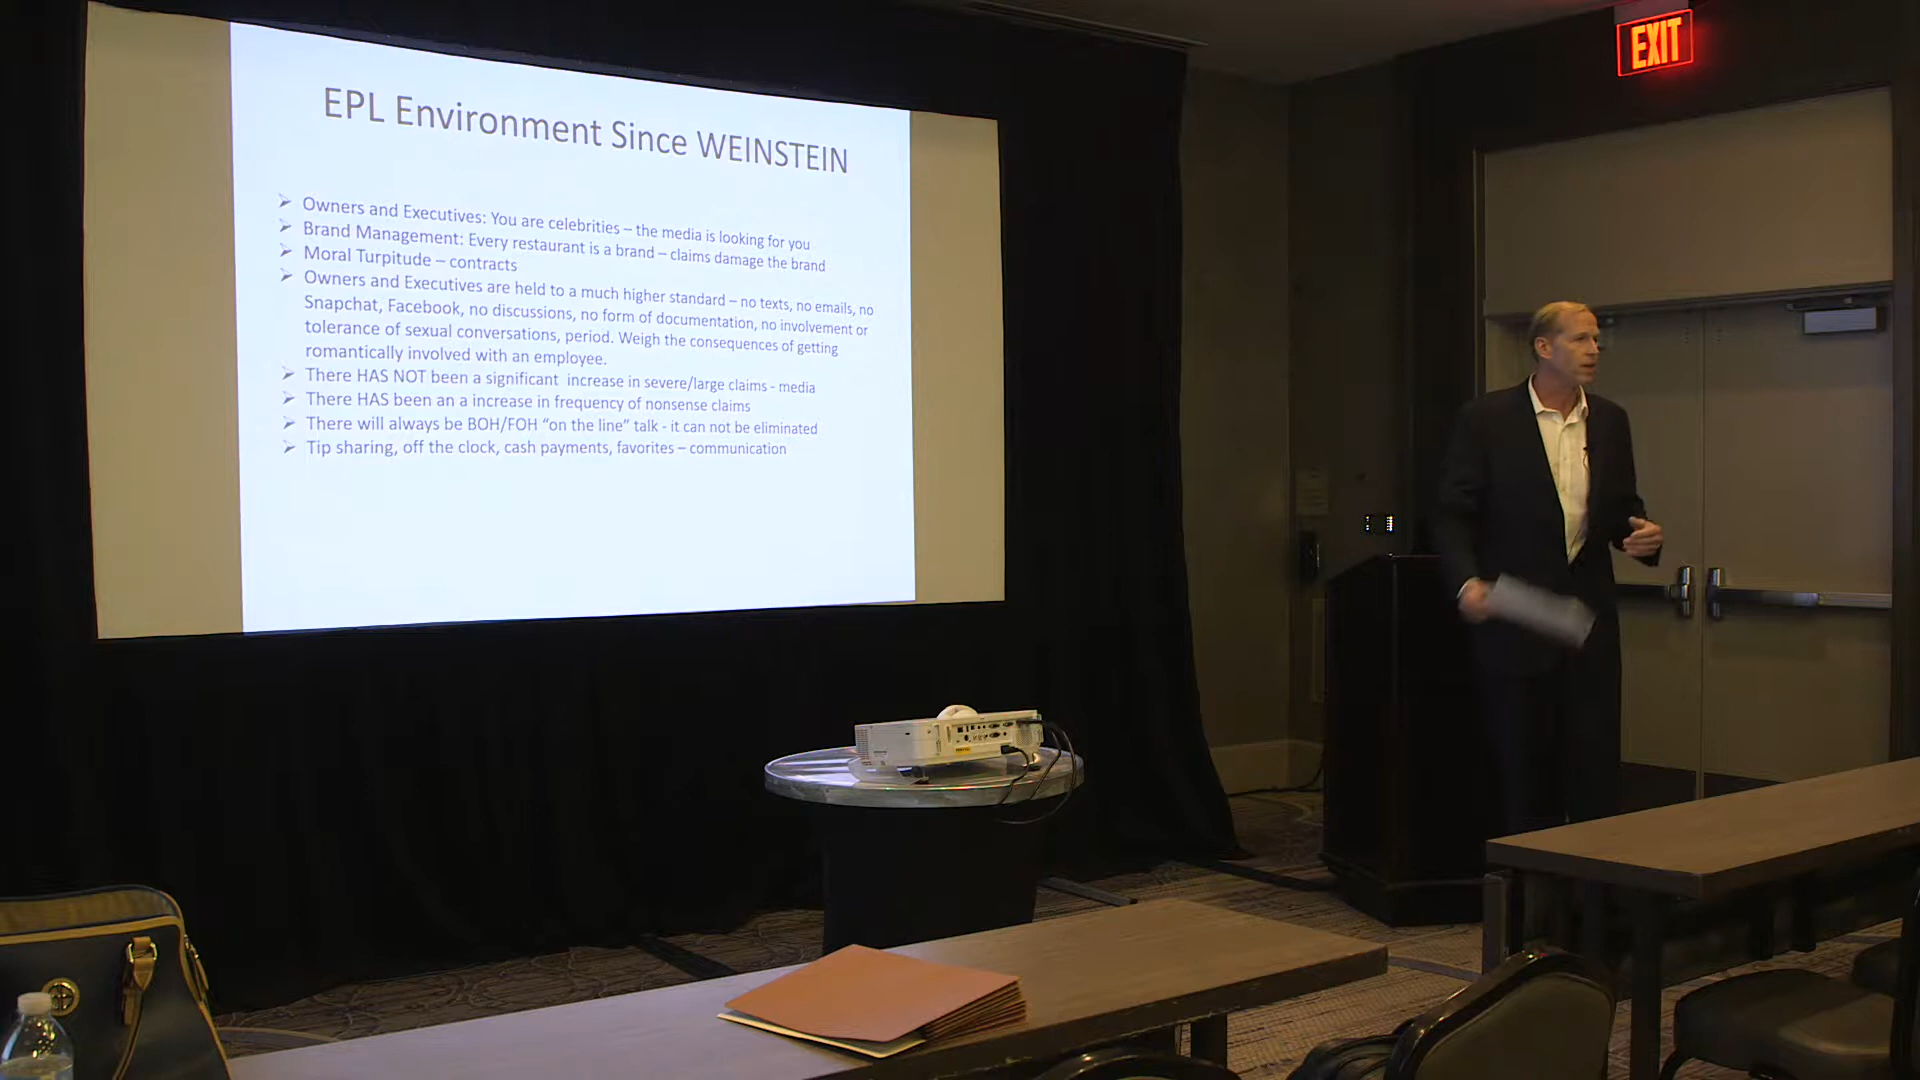 EPL Environment Since WEINSTEIN
Owners and Executives: You are celebrities – the media is looking for you
Brand Management: Every restaurant is a brand – claims damage the brand
Moral Turpitude – contracts
Owners and Executives are held to a much higher standard – no texts, no emails, no
Snapchat, Facebook, no discussions, no form of documentation, no involvement or
tolerance of sexual conversations, period. Weigh the consequences of getting
romantically involved with an employee.
There HAS NOT been a significant increase in severe/large claims - media
There HAS been an a increase in frequency of nonsense claims
There will always be BOH/FOH “on the line” talk - it can not be eliminated
Tip sharing, off the clock, cash payments, favorites – communication
EXIT